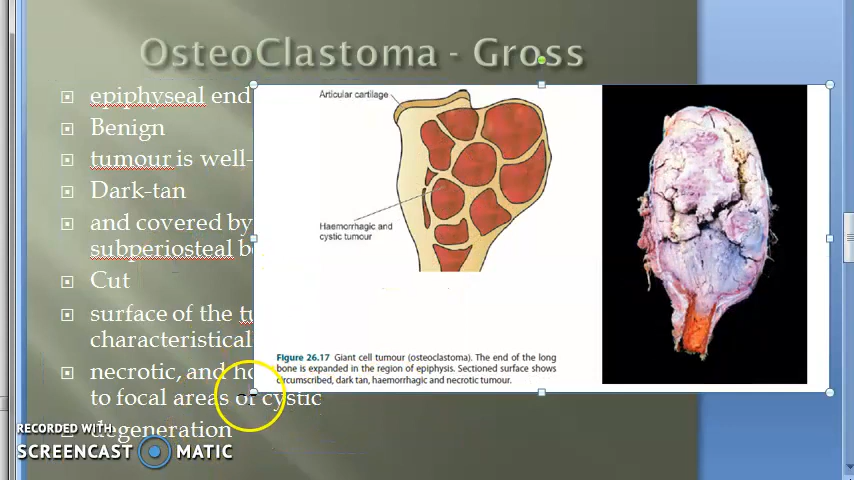 OsteoClastoma - Gross
epiphyseal end
Benign
tumour is well-
Dark-tan
and covered by
subperiosteal b
Cut
surface of the tu
characteristical
necrotic, and ho
to focal areas of cystic
degeneration
Articular cartilage
Haemorrhagic and
cystic tumour
Figure 26.17 Giant cell tumour (osteoclastoma). The end of the long
bone is expanded in the region of epiphysis. Sectioned surface shows
circumscribed, dark tan, haemorrhagic and necrotic tumour.
RECORDED WITH
SCREENCAST MATIC